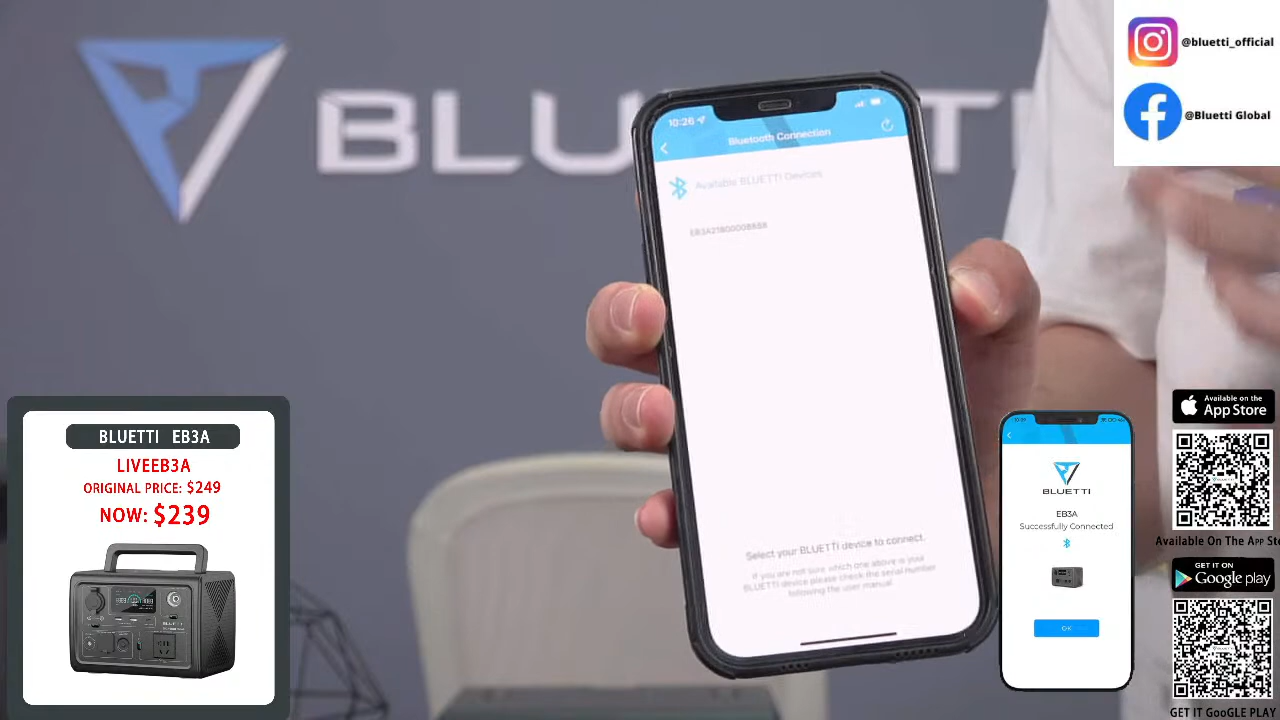 BLUETTI
@bluetti_official
@Bluetti Global
10:26
Bluetooth Connection
Available BLUETTI Devices
Select your BLUETTI device to connect.
If you are not sure which one above is your
BLUETTI device please check the serial number
following the user manual.
BLUETTI EB3A
LIVEEB3A
ORIGINAL PRICE: $249
NOW: $239
BLUETTI
BLUETTI
EB3A
Successfully Connected
OK
Available on the
App Store
Available On The App Sto
GET IT ON
Google play
GET IT GooGLE PLAY